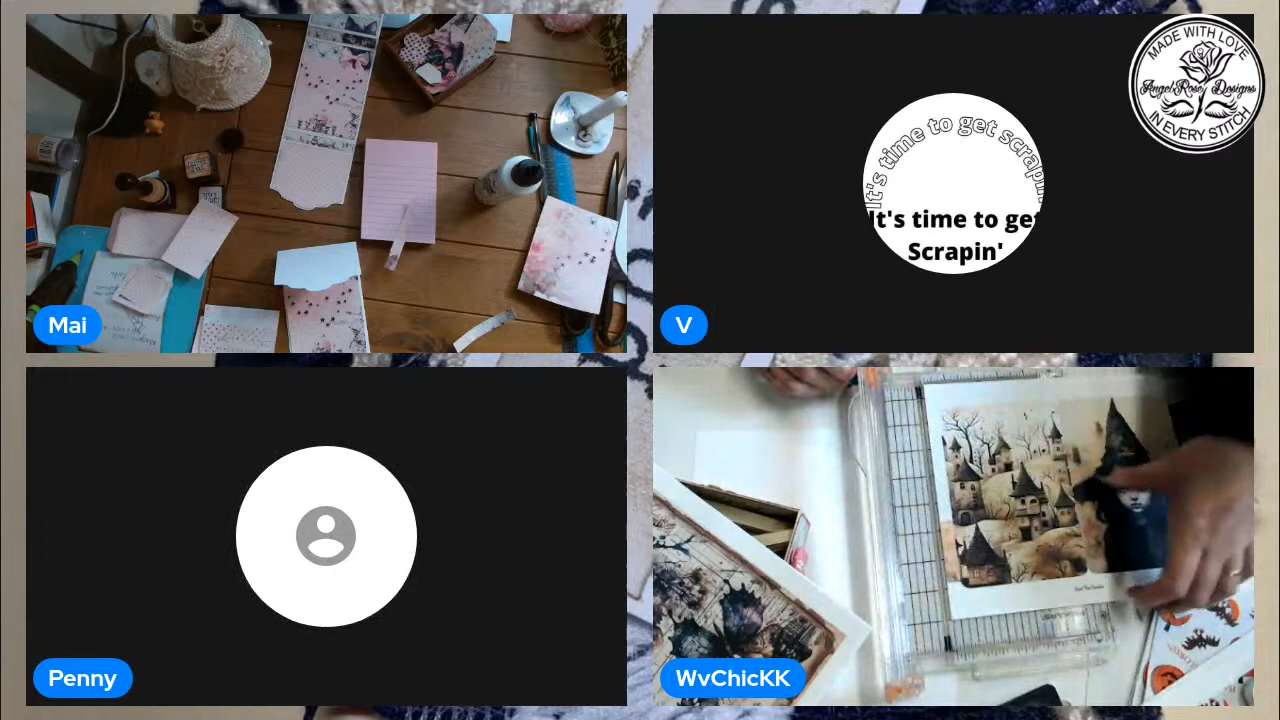 MADE WITH LOVE
AngelRose Designs
IN EVERY STITCH
It's time to get scrapin'
It's time to get
Scrapin'
Mai
V
Penny
WvChicKK